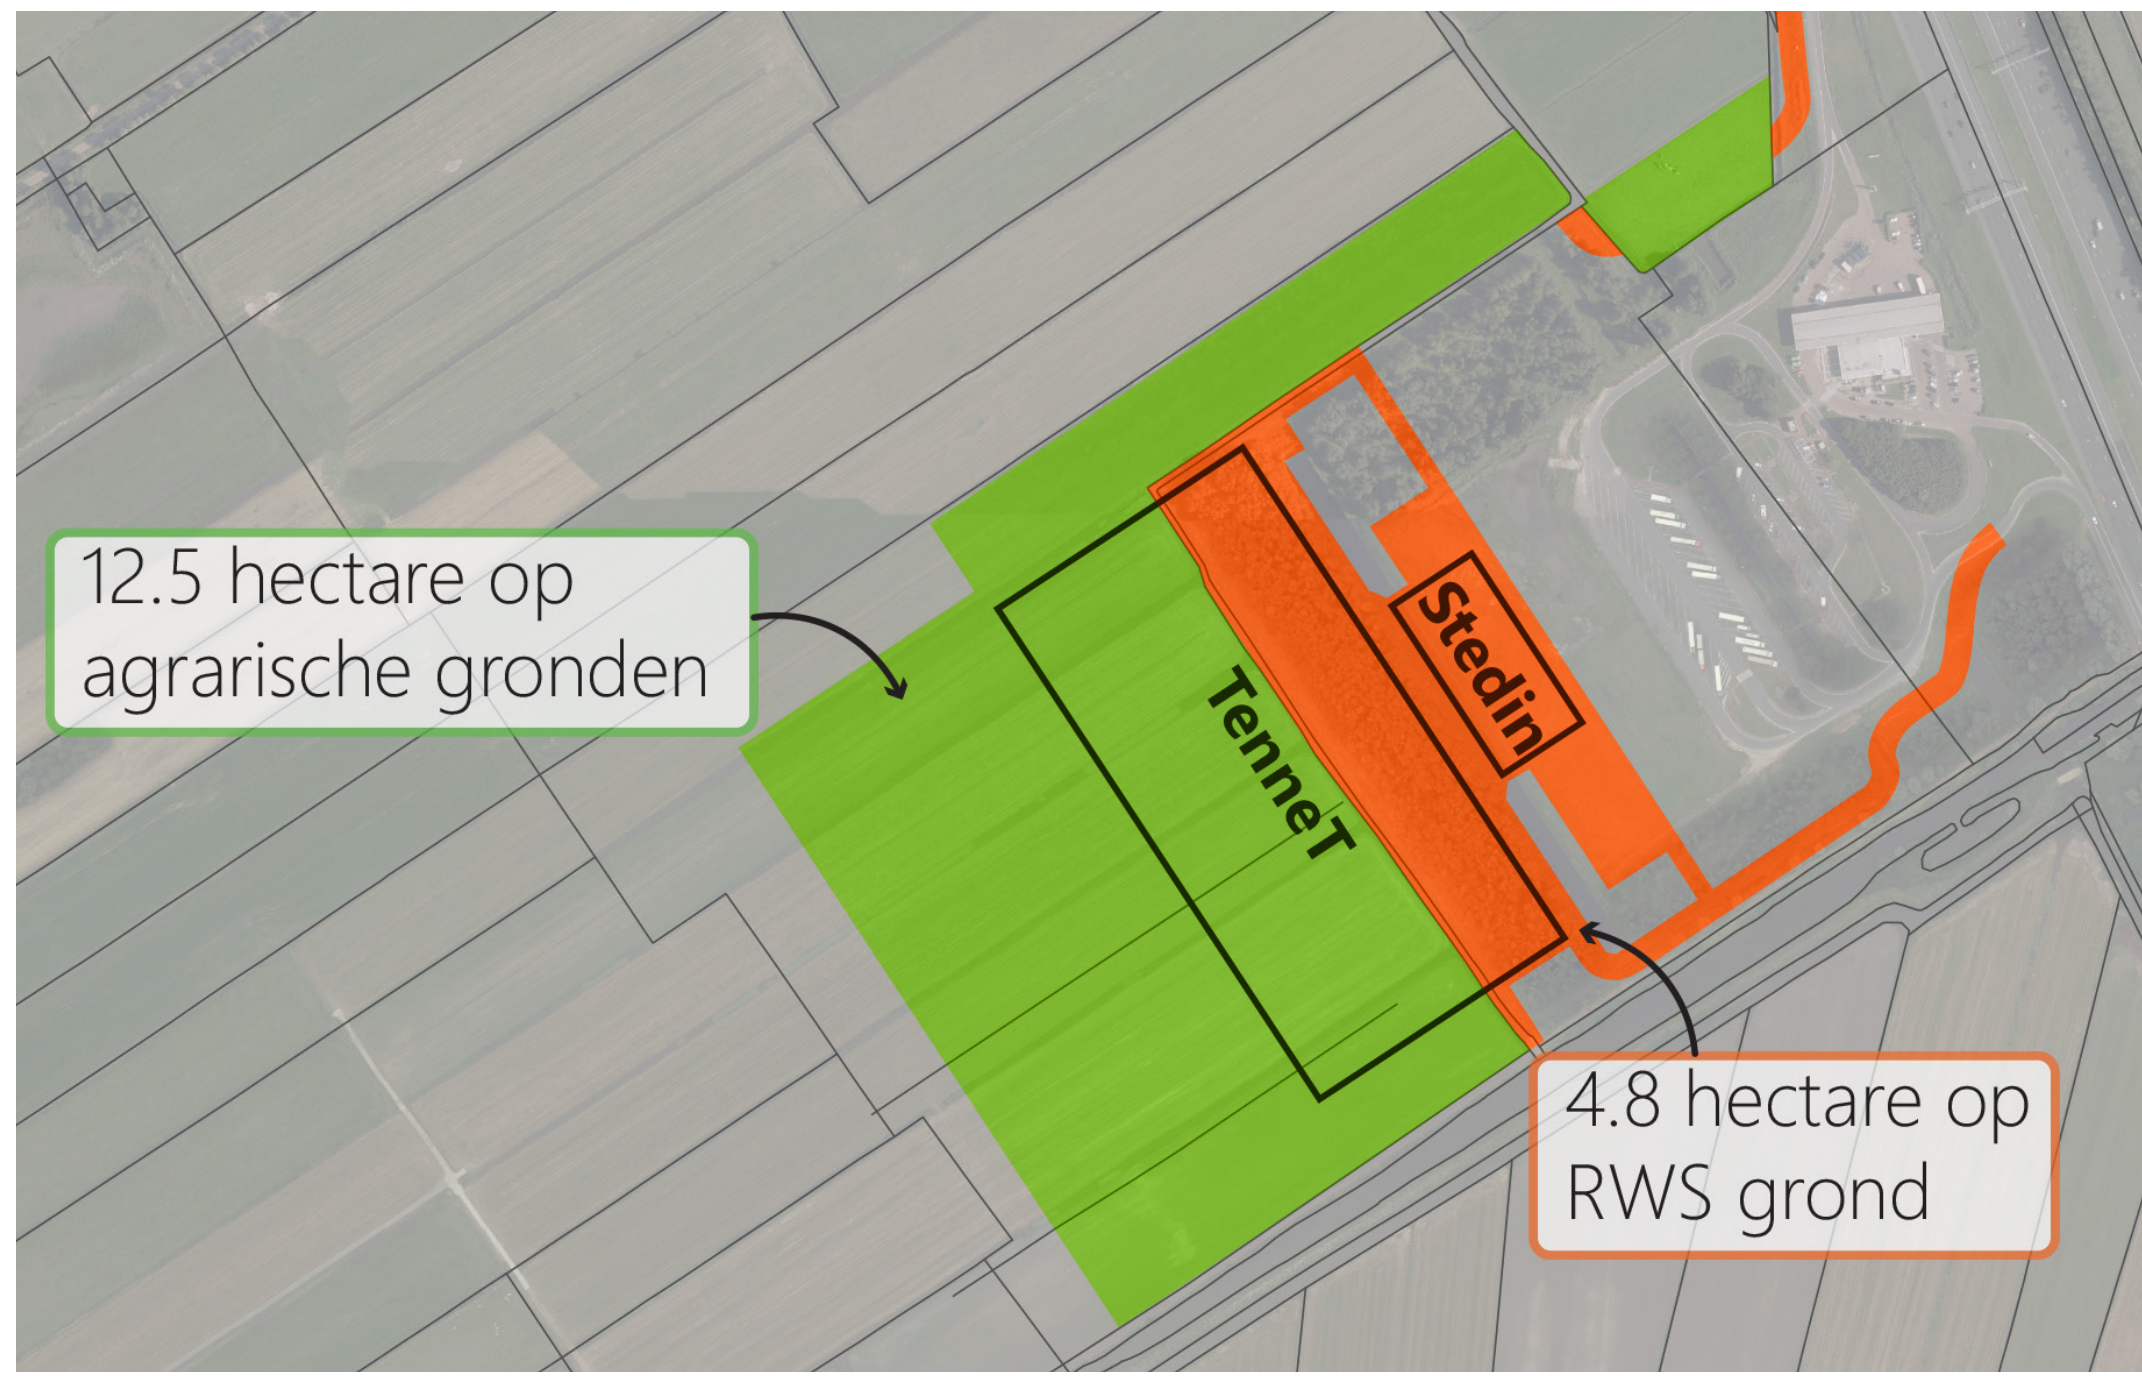 12.5 hectare op
agrarische gronden
Stedin
TenneT
4.8 hectare op
RWS grond